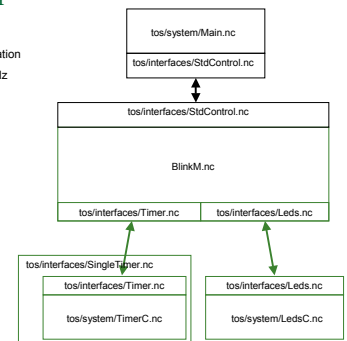 tos/system/Main.nc
tos/interfaces/StdControl.nc
tos/interfaces/StdControl.nc
BlinkM.nc
tos/interfaces/Timer.nc
tos/interfaces/Leds.nc
tos/interfaces/SingleTimer.nc
tos/interfaces/Timer.nc
tos/interfaces/Leds.nc
tos/system/TimerC.nc
tos/system/LedsC.nc